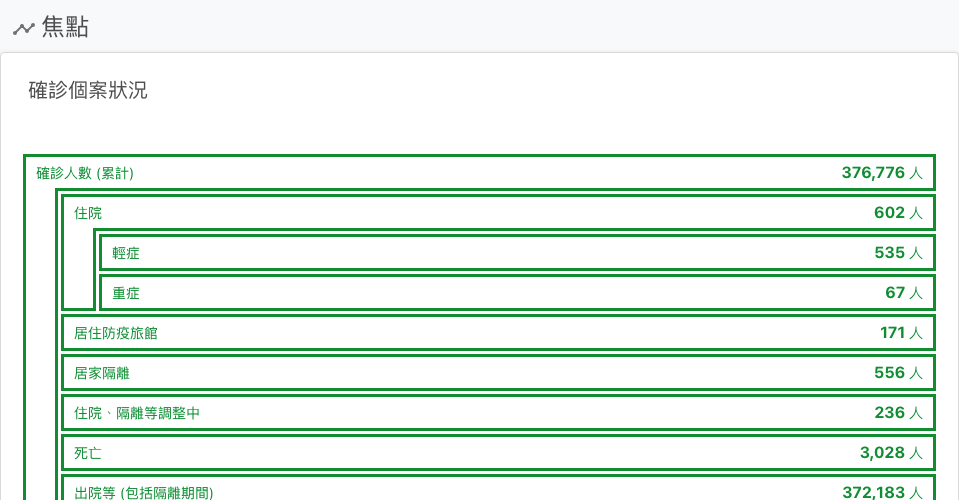 焦點
確診個案狀況
確診人數 (累計) 376,776 人
住院 602 人
輕症 535 人
重症 67 人
居住防疫旅館 171 人
居家隔離 556 人
住院、隔離等調整中 236 人
死亡 3,028 人
出院等 (包括隔離期間) 372,183 人